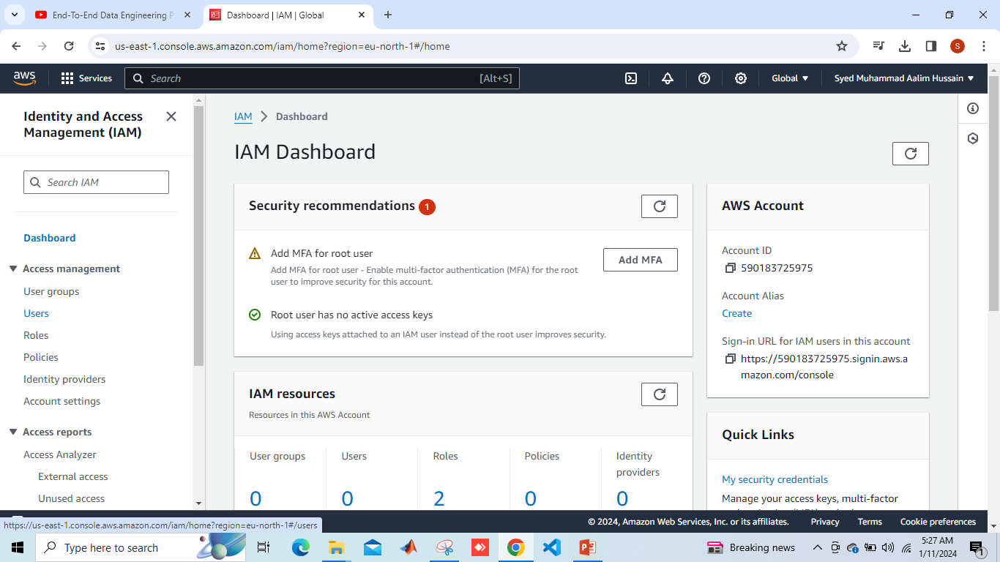 End-To-End Data Engineering P
Dashboard | IAM | Global
us-east-1.console.aws.amazon.com/iam/home?region=eu-north-1#/home
S
aws
Services
Search
[Alt+S]
Global
Syed Muhammad Aalim Hussain
Identity and Access
Management (IAM)
Search IAM
Dashboard
Access management
User groups
Users
Roles
Policies
Identity providers
Account settings
Access reports
Access Analyzer
External access
Unused access
IAM
Dashboard
IAM Dashboard
Security recommendations 1
Add MFA for root user
Add MFA for root user - Enable multi-factor authentication (MFA) for the root
user to improve security for this account.
Add MFA
Root user has no active access keys
Using access keys attached to an IAM user instead of the root user improves security.
IAM resources
Resources in this AWS Account
User groups
Users
Roles
Policies
Identity
providers
0
0
2
0
0
AWS Account
Account ID
590183725975
Account Alias
Create
Sign-in URL for IAM users in this account
https://590183725975.signin.aws.a
mazon.com/console
Quick Links
My security credentials
Manage your access keys, multi-factor
https://us-east-1.console.aws.amazon.com/iam/home?region=eu-north-1#/users
© 2024, Amazon Web Services, Inc. or its affiliates.
Privacy
Terms
Cookie preferences
Type here to search
Breaking news
5:27 AM
1/11/2024
1